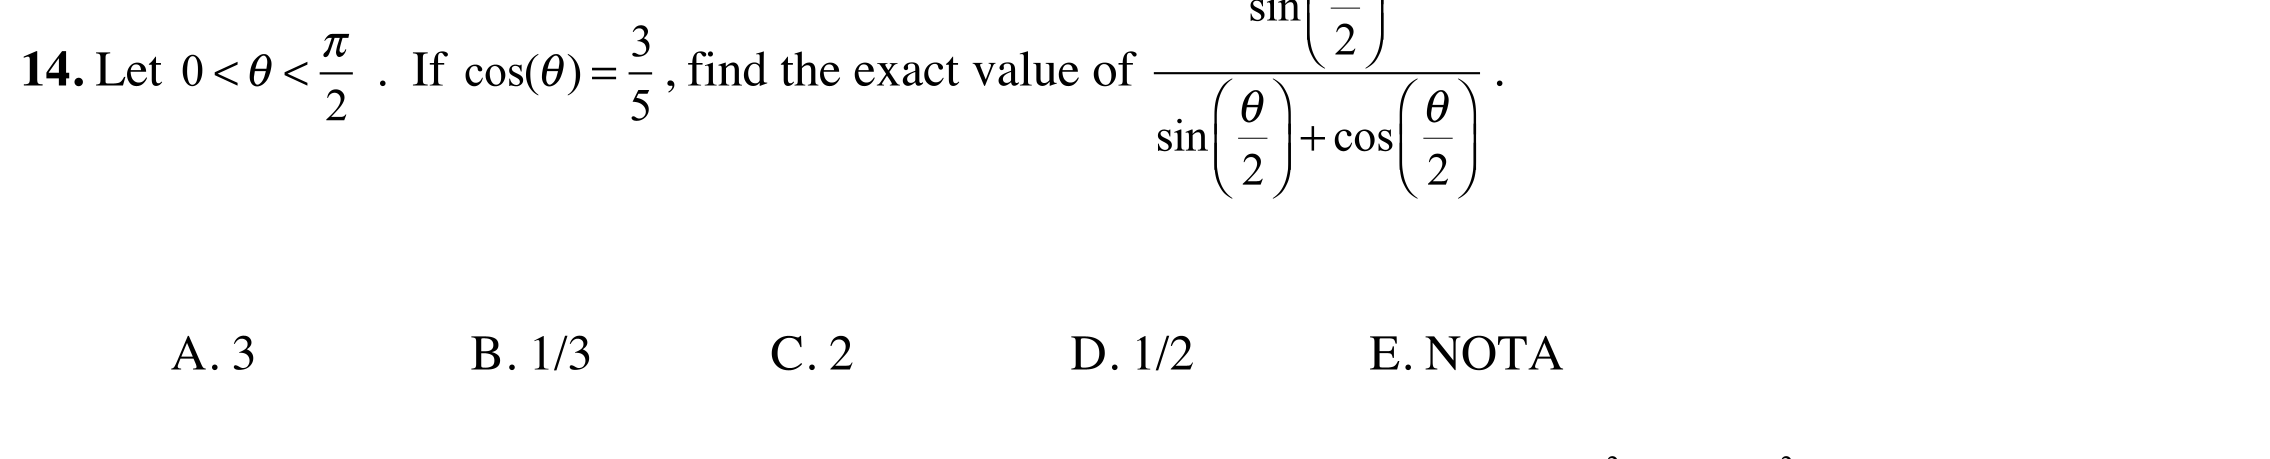 14. Let 0 < θ < π/2 . If cos(θ) = 3/5 , find the exact value of sin( /2) / (sin(θ/2) + cos(θ/2)) .
A. 3 B. 1/3 C. 2 D. 1/2 E. NOTA